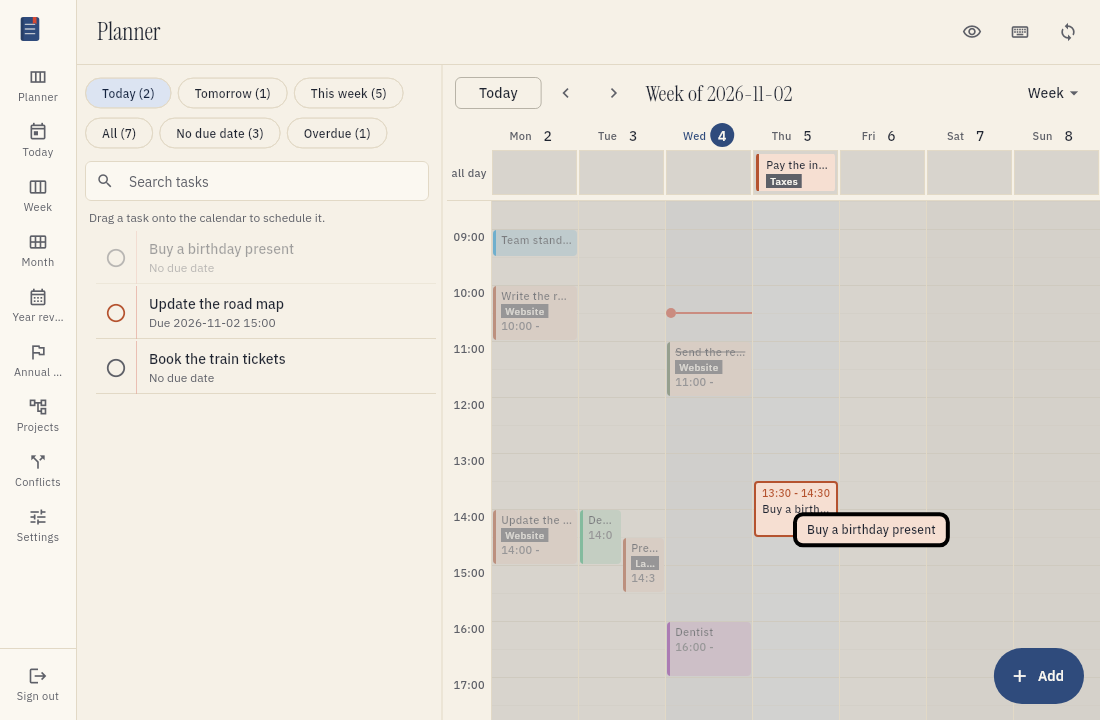 Planner
Planner
Today
Week
Month
Year rev...
Annual ...
Projects
Conflicts
Settings
Sign out
Today (2)
Tomorrow (1)
This week (5)
All (7)
No due date (3)
Overdue (1)
Search tasks
Drag a task onto the calendar to schedule it.
Buy a birthday present
No due date
Update the road map
Due 2026-11-02 15:00
Book the train tickets
No due date
Today
Week of 2026-11-02
Week
Mon 2
Tue 3
Wed 4
Thu 5
Fri 6
Sat 7
Sun 8
all day
Pay the in...
Taxes
09:00
10:00
11:00
12:00
13:00
14:00
15:00
16:00
17:00
Team stand...
Write the r...
Website
10:00 -
Update the ...
Website
14:00 -
De...
14:0
Pre...
La...
14:3
Send the re...
Website
11:00 -
Dentist
16:00 -
13:30 - 14:30
Buy a birth...
Buy a birthday present
Add